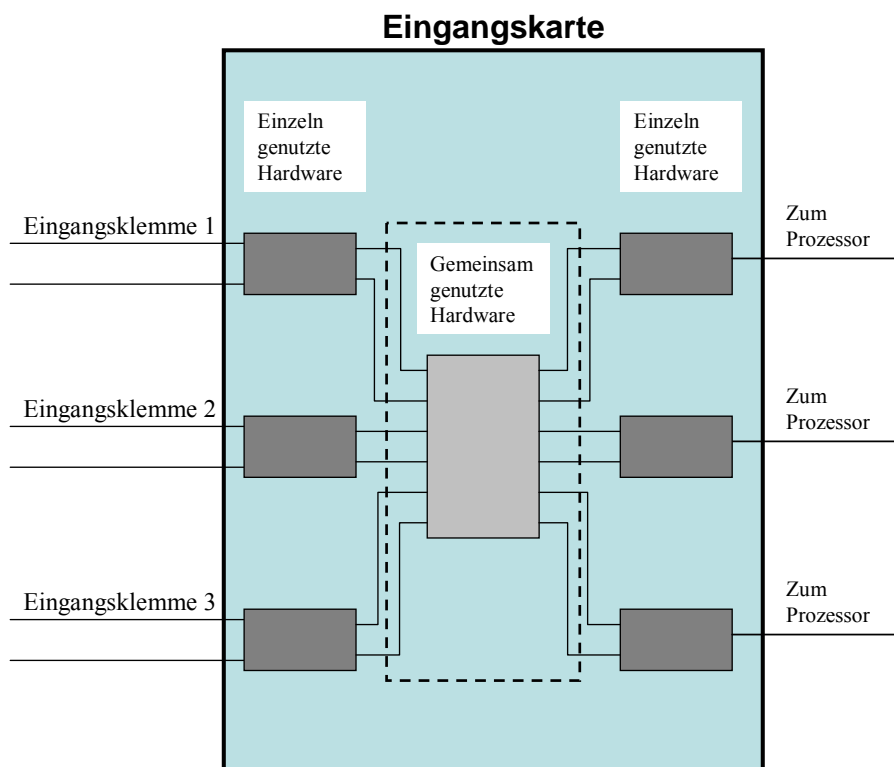 Eingangskarte
Einzeln
genutzte
Hardware
Einzeln
genutzte
Hardware
Eingangsklemme 1
Zum
Prozessor
Gemeinsam
genutzte
Hardware
Eingangsklemme 2
Zum
Prozessor
Eingangsklemme 3
Zum
Prozessor